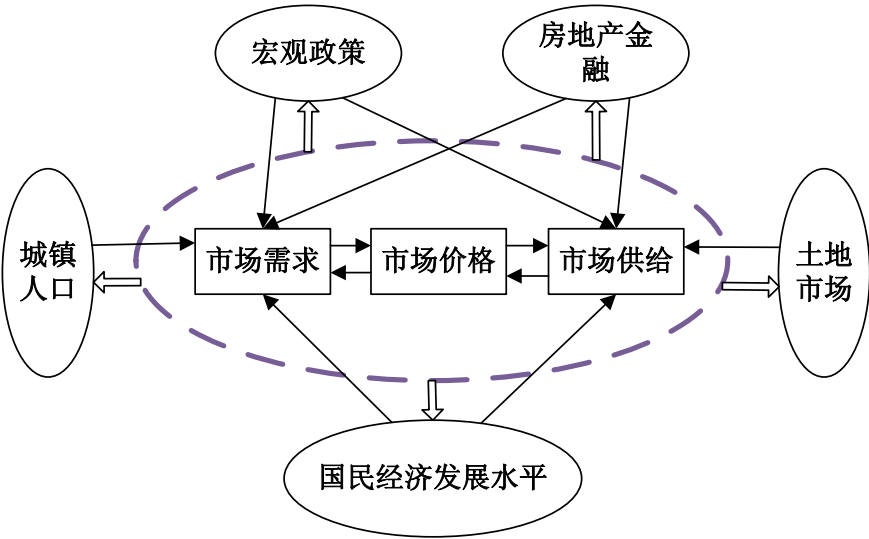 宏观政策
房地产金
融
城镇
人口
市场需求
市场价格
市场供给
土地
市场
国民经济发展水平